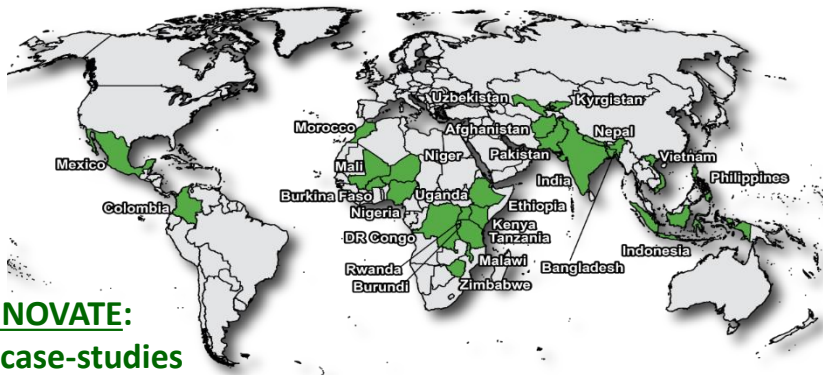 Uzbekistan
Kyrgistan
Morocco
Afghanistan
Nepal
Mexico
Mali
Niger
Pakistan
Vietnam
Philippines
Burkina Faso
Uganda
India
Colombia
Nigeria
Ethiopia
DR Congo
Kenya
Tanzania
Indonesia
Rwanda
Malawi
Bangladesh
Burundi
Zimbabwe
NOVATE:
case-studies